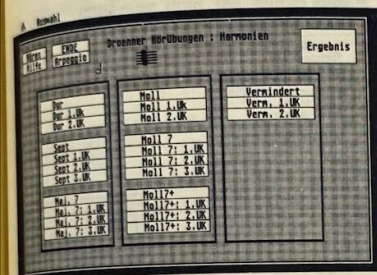 A Auswahl
Hören Hilfe
ENDE
Arpeggio
Droenner Hörübungen : Harmonien
Ergebnis
Dur
Dur 1.UK
Dur 2.UK
Sept
Sept 1.UK
Sept 2.UK
Sept 3.UK
Maj. 7
Maj. 7: 1.UK
Maj. 7: 2.UK
Maj. 7: 3.UK
Moll
Moll 1.UK
Moll 2.UK
Moll 7
Moll 7: 1.UK
Moll 7: 2.UK
Moll 7: 3.UK
Moll7+
Moll7+: 1.UK
Moll7+: 2.UK
Moll7+: 3.UK
Vermindert
Verm. 1.UK
Verm. 2.UK